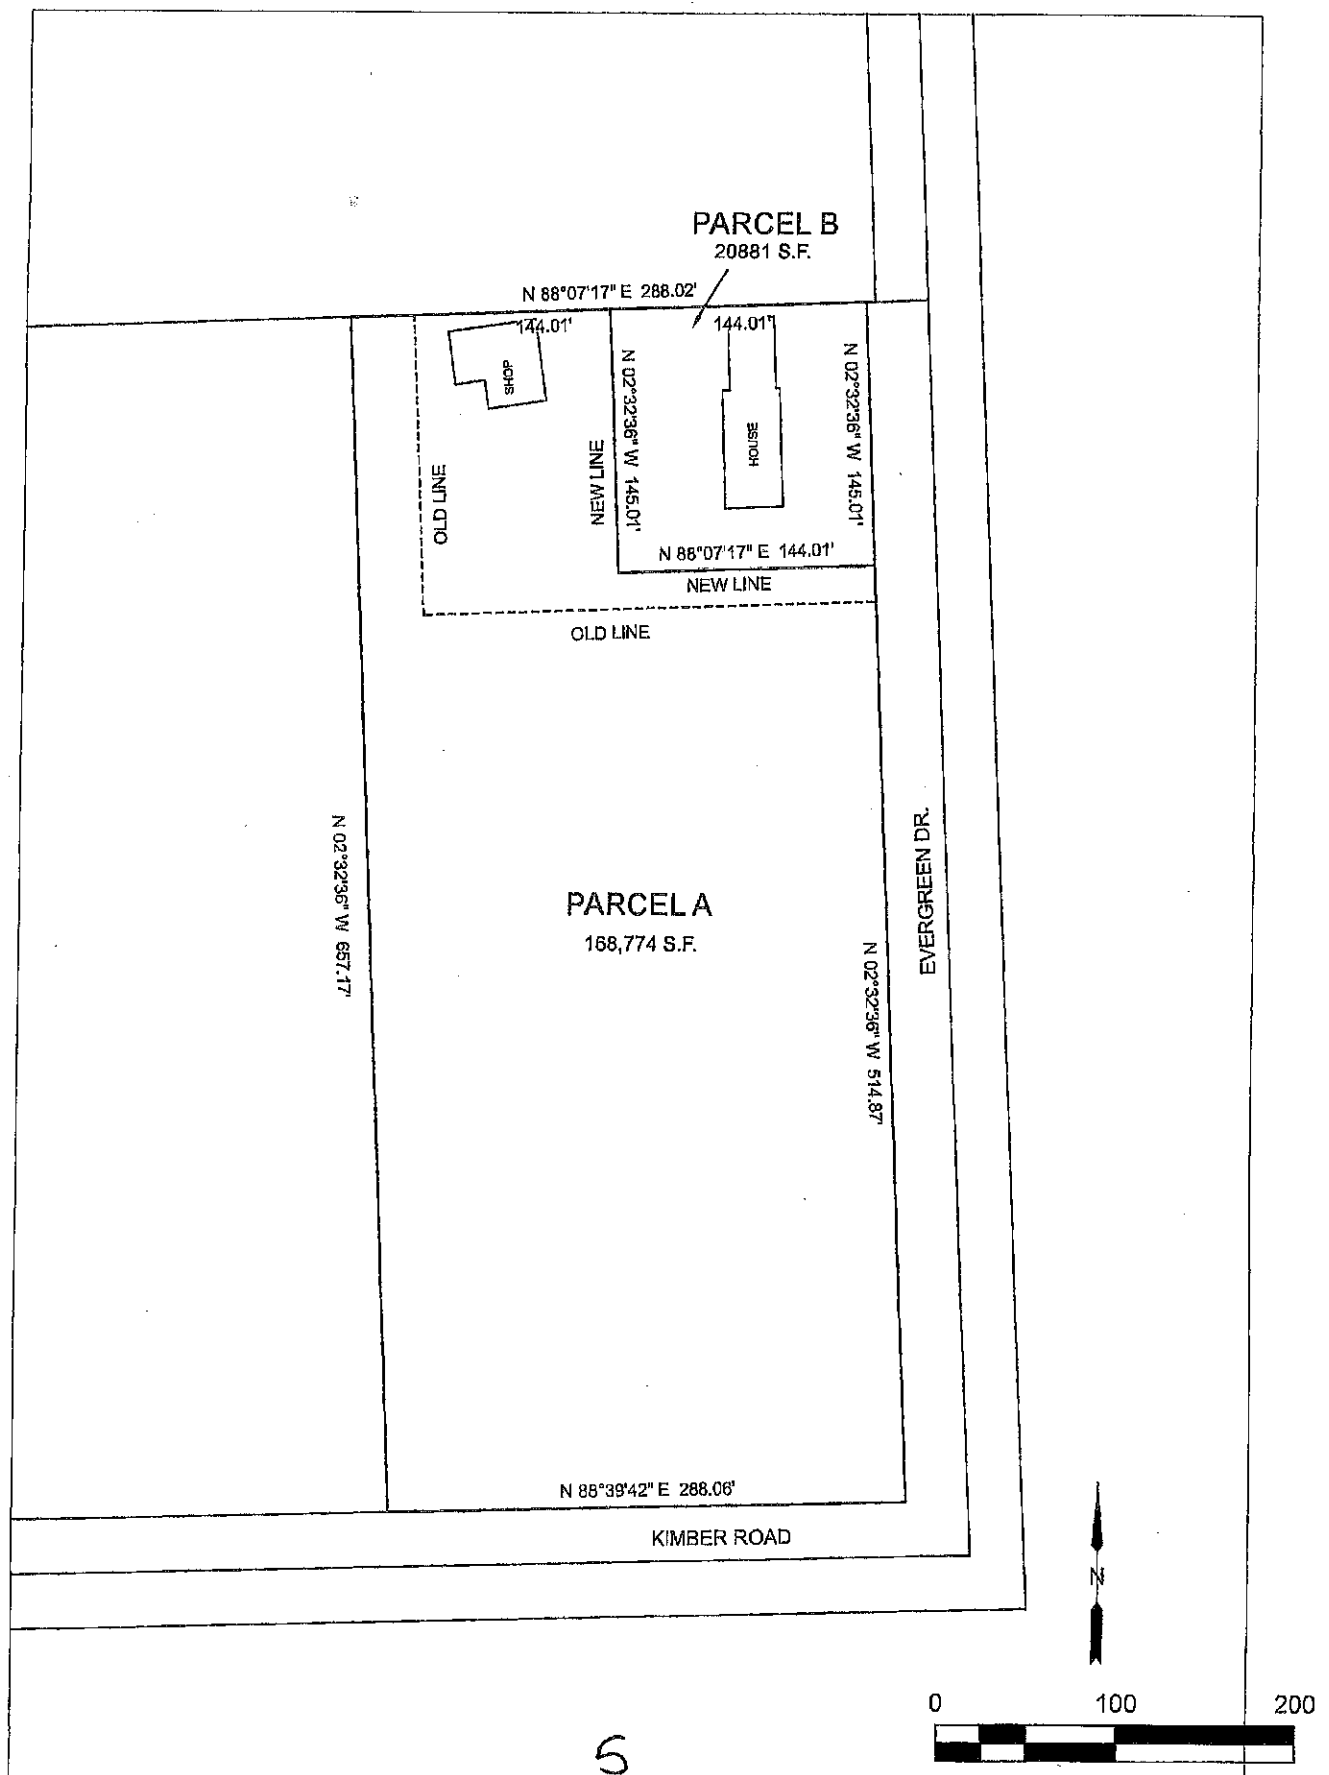 PARCEL B
20881 S.F.
N 88°07'17" E 288.02'
144.01'
144.01'
SHOP
N 02°32'36" W 145.01'
HOUSE
N 02°32'36" W 145.01'
OLD LINE
NEW LINE
N 88°07'17" E 144.01'
NEW LINE
OLD LINE
N 02°32'36" W 657.17'
PARCEL A
168,774 S.F.
EVERGREEN DR.
N 02°32'36" W 514.87'
N 88°39'42" E 288.06'
KIMBER ROAD
N
0 100 200
5